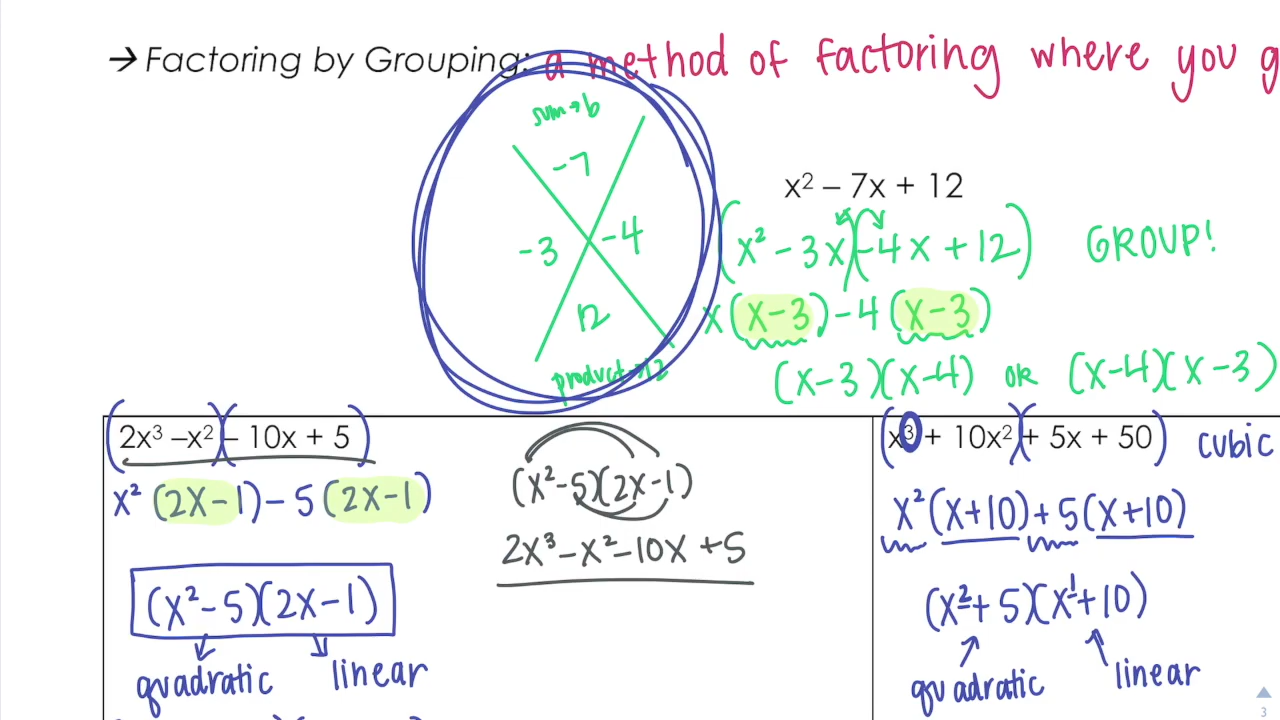 → Factoring by Grouping: a method of factoring where you g
sum→b
-7
-3 -4
12
product→12
x² – 7x + 12
(x² - 3x)(-4x + 12) GROUP!
x(x-3) - 4(x-3)
(x-3)(x-4) or (x-4)(x-3)
(2x³ –x²)(– 10x + 5)
x²(2x-1) - 5(2x-1)
(x²-5)(2x-1)
quadratic linear
(x²-5)(2x-1)
2x³ - x² - 10x + 5
(x³ + 10x²)(+ 5x + 50) cubic
x²(x+10) + 5(x+10)
(x²+ 5)(x¹+10)
quadratic linear
3